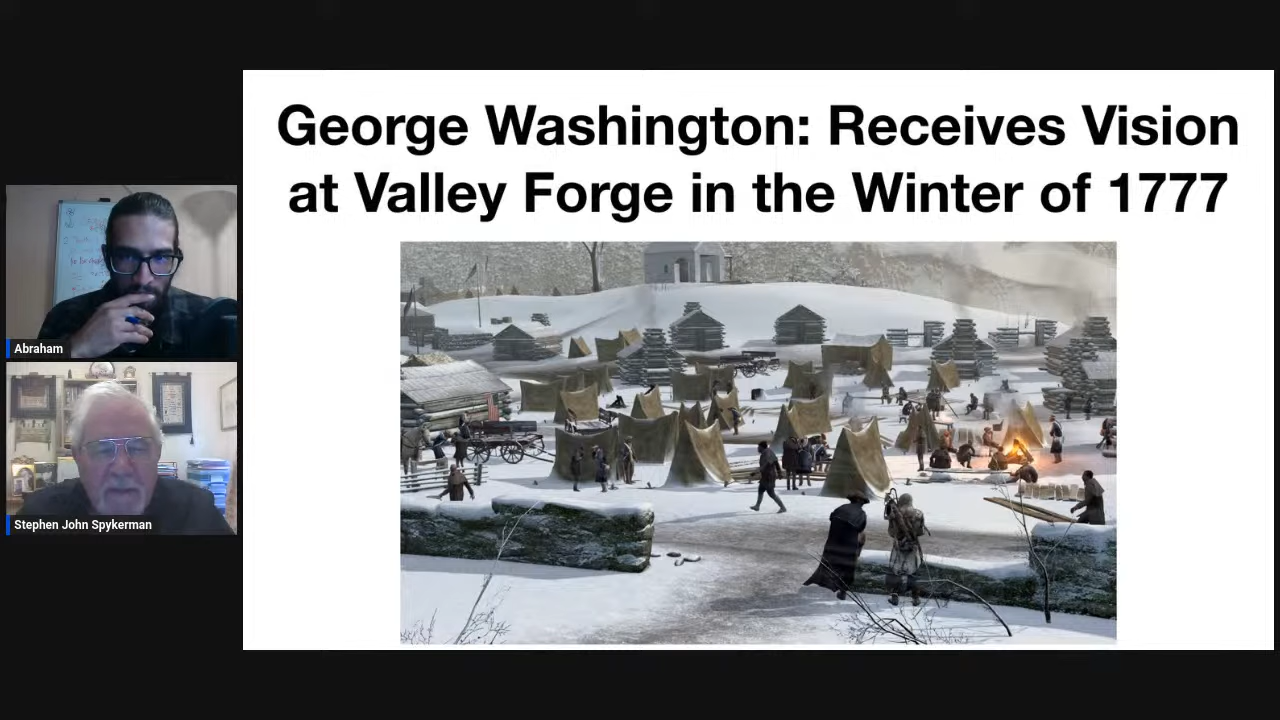 George Washington: Receives Vision
at Valley Forge in the Winter of 1777
Abraham
Stephen John Spykerman